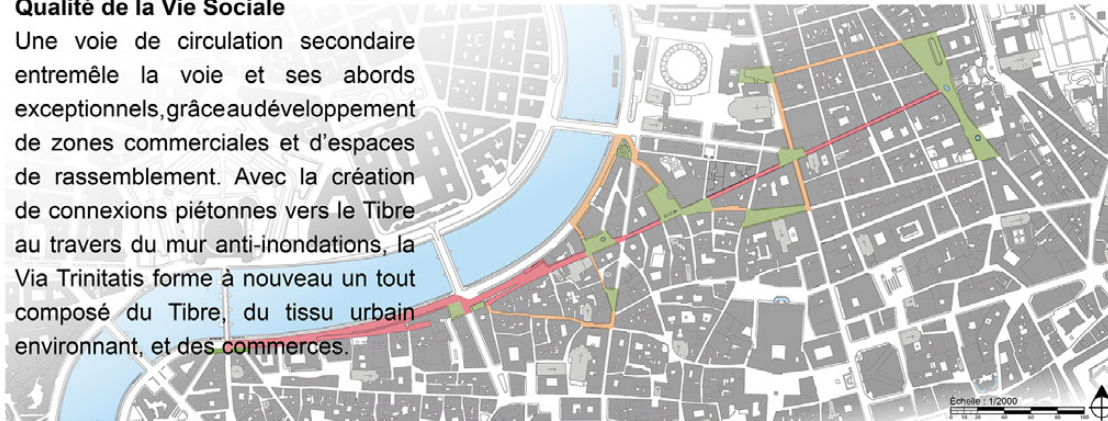 Qualité de la Vie Sociale
Une voie de circulation secondaire
entremêle la voie et ses abords
exceptionnels,grâceaudéveloppement
de zones commerciales et d’espaces
de rassemblement. Avec la création
de connexions piétonnes vers le Tibre
au travers du mur anti-inondations, la
Via Trinitatis forme à nouveau un tout
composé du Tibre, du tissu urbain
environnant, et des commerces.
Échelle : 1/2000